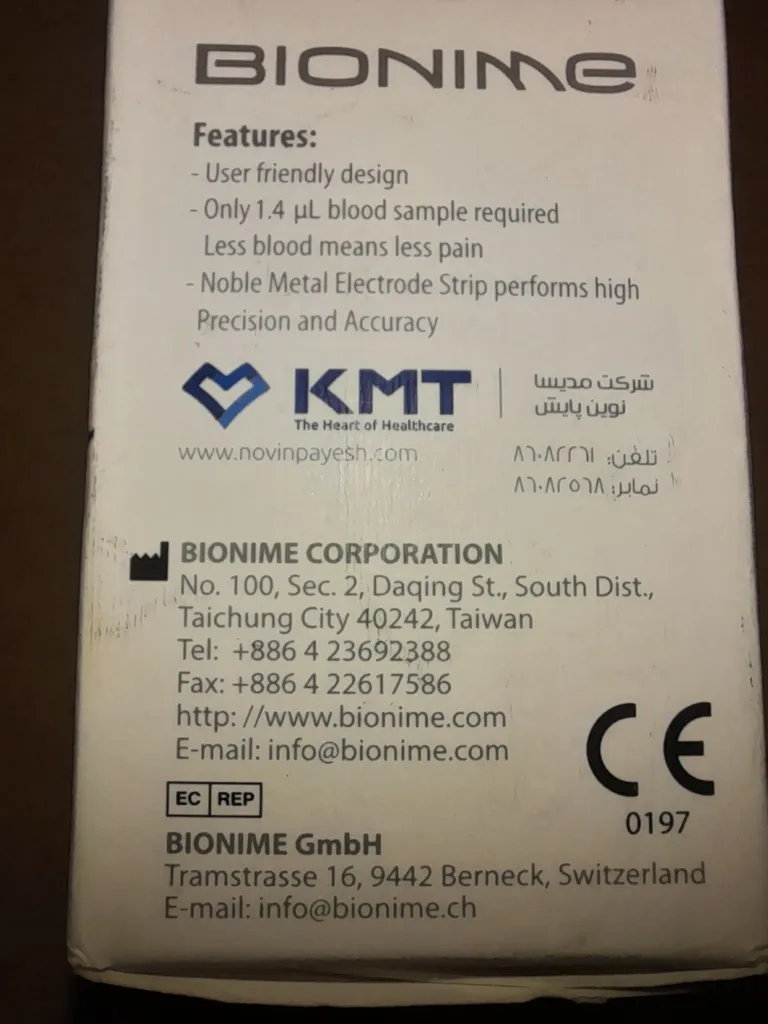 BIONIME
Features:
- User friendly design
- Only 1.4 µL blood sample required
Less blood means less pain
- Noble Metal Electrode Strip performs high
Precision and Accuracy
KMT
The Heart of Healthcare
www.novinpayesh.com
شرکت مدیسا
نوین پایش
تلفن: ۸۶۰۸۲۲۶۱
نمابر: ۸۶۰۸۲۵۶۸
BIONIME CORPORATION
No. 100, Sec. 2, Daqing St., South Dist.,
Taichung City 40242, Taiwan
Tel: +886 4 23692388
Fax: +886 4 22617586
http: //www.bionime.com
E-mail: info@bionime.com
CE
0197
EC REP
BIONIME GmbH
Tramstrasse 16, 9442 Berneck, Switzerland
E-mail: info@bionime.ch